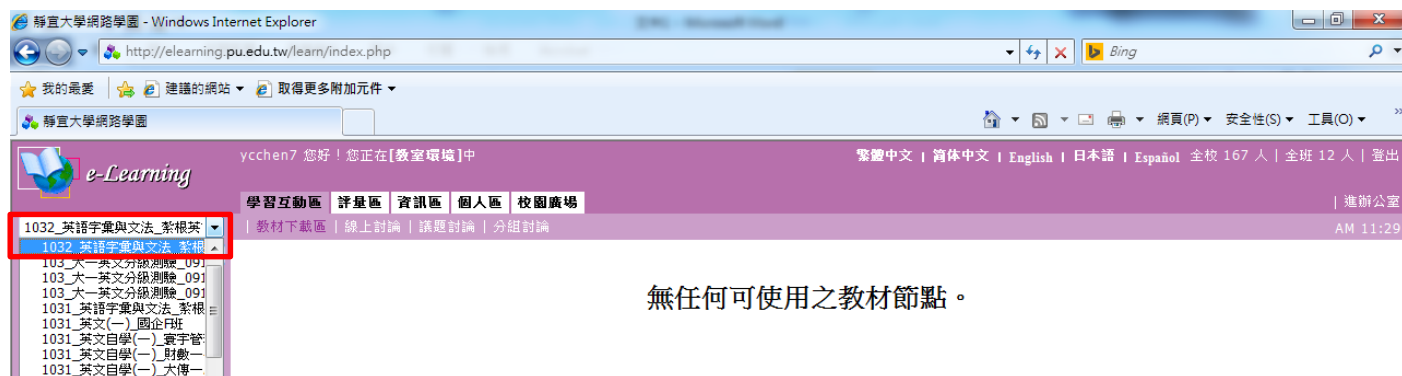 靜宜大學網路學園 - Windows Internet Explorer
http://elearning.pu.edu.tw/learn/index.php
Bing
我的最愛 建議的網站 取得更多附加元件
靜宜大學網路學園
網頁(P) 安全性(S) 工具(O) »
e-Learning
ycchen7 您好！您正在[教室環境]中
繁體中文 | 简体中文 | English | 日本語 | Español 全校 167 人 | 全班 12 人 | 登出
學習互動區 評量區 資訊區 個人區 校園廣場 | 進辦公室
1032_英語字彙與文法_紮根英
| 教材下載區 | 線上討論 | 議題討論 | 分組討論 AM 11:29
1032_英語字彙與文法_紮根
103_大一英文分級測驗_091
103_大一英文分級測驗_091
103_大一英文分級測驗_091
1031_英語字彙與文法_紮根
1031_英文(一)_國企F班
1031_英文自學(一)_寰宇管
1031_英文自學(一)_財數一
1031_英文自學(一)_大傳一
無任何可使用之教材節點。